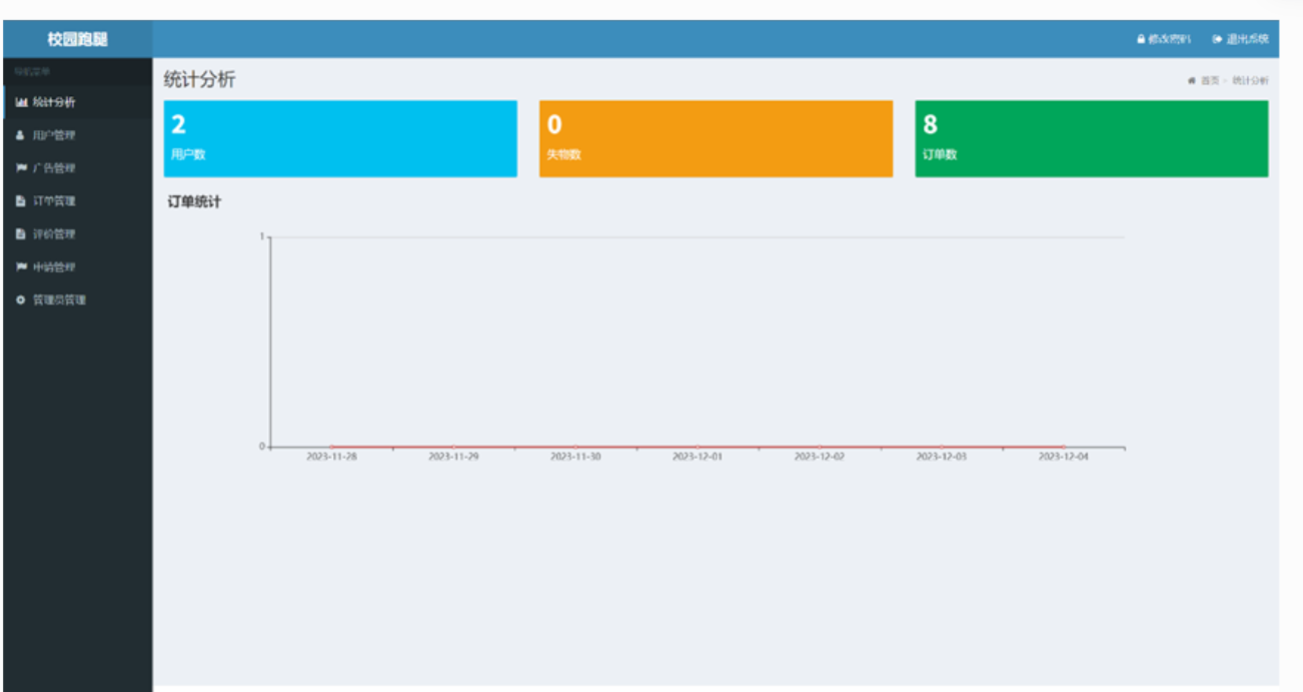 校园跑腿
修改密码
退出系统
导航菜单
统计分析
用户管理
广告管理
订单管理
评价管理
申请管理
管理员管理
统计分析
首页 > 统计分析
2
用户数
0
失物数
8
订单数
订单统计
1
0
2023-11-28
2023-11-29
2023-11-30
2023-12-01
2023-12-02
2023-12-03
2023-12-04